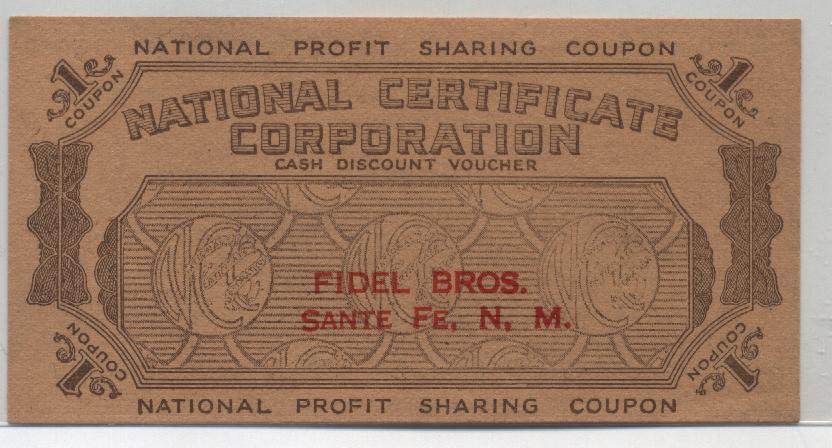 NATIONAL PROFIT SHARING COUPON
1 COUPON
1 COUPON
NATIONAL CERTIFICATE
CORPORATION
CASH DISCOUNT VOUCHER
FIDEL BROS.
SANTE FE, N, M.
1 COUPON
1 COUPON
NATIONAL PROFIT SHARING COUPON